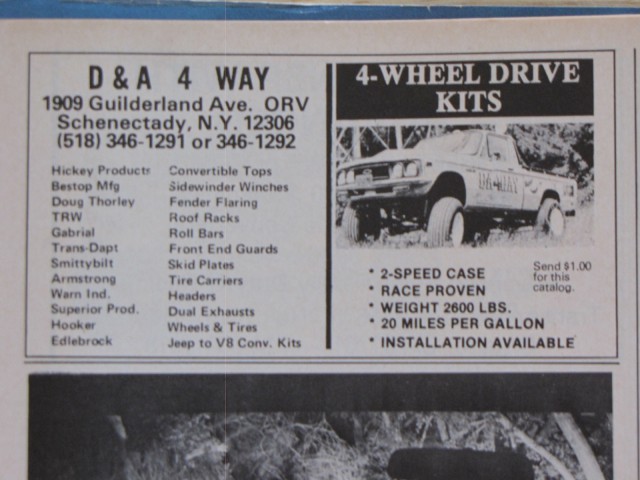 D & A 4 WAY
1909 Guilderland Ave. ORV
Schenectady, N.Y. 12306
(518) 346-1291 or 346-1292
Hickey Products
Bestop Mfg
Doug Thorley
TRW
Gabrial
Trans-Dapt
Smittybilt
Armstrong
Warn Ind.
Superior Prod.
Hooker
Edlebrock
Convertible Tops
Sidewinder Winches
Fender Flaring
Roof Racks
Roll Bars
Front End Guards
Skid Plates
Tire Carriers
Headers
Dual Exhausts
Wheels & Tires
Jeep to V8 Conv. Kits
4-WHEEL DRIVE
KITS
* 2-SPEED CASE
* RACE PROVEN
* WEIGHT 2600 LBS.
* 20 MILES PER GALLON
* INSTALLATION AVAILABLE
Send $1.00
for this
catalog.